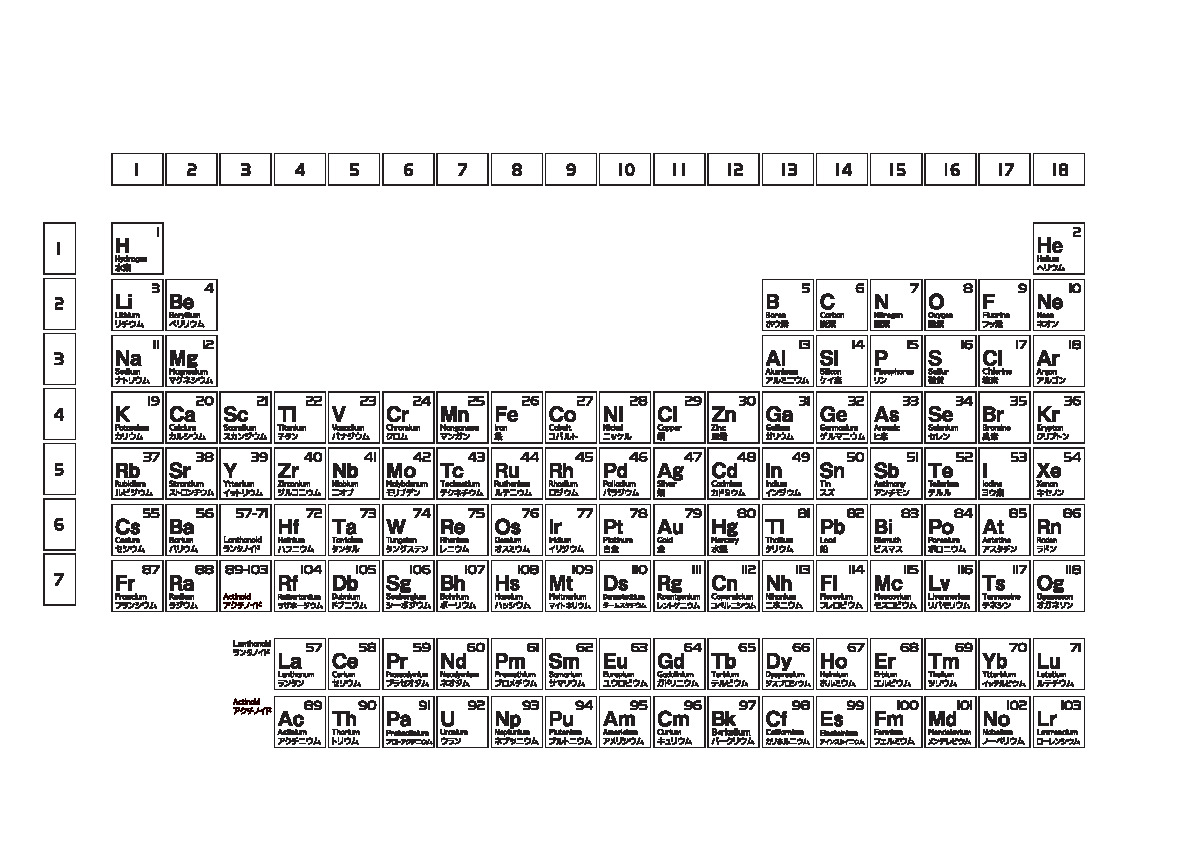 1 2 3 4 5 6 7 8 9 10 11 12 13 14 15 16 17 18
1 2
1 H He
Hydrogen Helium
水素 ヘリウム
3 4 5 6 7 8 9 10
2 Li Be B C N O F Ne
Lithium Beryllium Boron Carbon Nitrogen Oxygen Fluorine Neon
リチウム ベリリウム ホウ素 炭素 窒素 酸素 フッ素 ネオン
11 12 13 14 15 16 17 18
3 Na Mg Al Sl P S Cl Ar
Sodium Magnesium Aluminium Silicon Phosphorus Sulfur Chlorine Argon
ナトリウム マグネシウム アルミニウム ケイ素 リン 硫黄 塩素 アルゴン
19 20 21 22 23 24 25 26 27 28 29 30 31 32 33 34 35 36
4 K Ca Sc Tl V Cr Mn Fe Co Nl Cl Zn Ga Ge As Se Br Kr
Potassium Calcium Scandium Titanium Vanadium Chromium Manganese Iron Cobalt Nickel Copper Zinc Gallium Germanium Arsenic Selenium Bromine Krypton
カリウム カルシウム スカンジウム チタン バナジウム クロム マンガン 鉄 コバルト ニッケル 銅 亜鉛 ガリウム ゲルマニウム ヒ素 セレン 臭素 クリプトン
37 38 39 40 41 42 43 44 45 46 47 48 49 50 51 52 53 54
5 Rb Sr Y Zr Nb Mo Tc Ru Rh Pd Ag Cd In Sn Sb Te I Xe
Rubidium Strontium Yttrium Zirconium Niobium Molybdenum Technetium Ruthenium Rhodium Palladium Silver Cadmium Indium Tin Antimony Tellurium Iodine Xenon
ルビジウム ストロンチウム イットリウム ジルコニウム ニオブ モリブデン テクネチウム ルテニウム ロジウム パラジウム 銀 カドミウム インジウム スズ アンチモン テルル ヨウ素 キセノン
55 56 57-71 72 73 74 75 76 77 78 79 80 81 82 83 84 85 86
6 Cs Ba Hf Ta W Re Os Ir Pt Au Hg Tl Pb Bi Po At Rn
Cesium Barium Lanthanoid Hafnium Tantalum Tungsten Rhenium Osmium Iridium Platinum Gold Mercury Thallium Lead Bismuth Polonium Astatine Radon
セシウム バリウム ランタノイド ハフニウム タンタル タングステン レニウム オスミウム イリジウム 白金 金 水銀 タリウム 鉛 ビスマス ポロニウム アスタチン ラドン
87 88 89-103 104 105 106 107 108 109 110 111 112 113 114 115 116 117 118
7 Fr Ra Rf Db Sg Bh Hs Mt Ds Rg Cn Nh Fl Mc Lv Ts Og
Francium Radium Actinoid Rutherfordium Dubnium Seaborgium Bohrium Hassium Meitnerium Darmstadtium Roentgenium Copernicium Nihonium Flerovium Moscovium Livermorium Tennessine Oganesson
フランシウム ラジウム アクチノイド ラザホージウム ドブニウム シーボギウム ボーリウム ハッシウム マイトネリウム ダームスタチウム レントゲニウム コペルニシウム ニホニウム フレロビウム モスコビウム リバモリウム テネシン オガネソン
Lanthanoid
ランタノイド
57 58 59 60 61 62 63 64 65 66 67 68 69 70 71
La Ce Pr Nd Pm Sm Eu Gd Tb Dy Ho Er Tm Yb Lu
Lanthanum Cerium Praseodymium Neodymium Promethium Samarium Europium Gadolinium Terbium Dysprosium Holmium Erbium Thulium Ytterbium Lutetium
ランタン セリウム プラセオジム ネオジム プロメチウム サマリウム ユウロピウム ガドリニウム テルビウム ジスプロシウム ホルミウム エルビウム ツリウム イッテルビウム ルテチウム
Actinoid
アクチノイド
89 90 91 92 93 94 95 96 97 98 99 100 101 102 103
Ac Th Pa U Np Pu Am Cm Bk Cf Es Fm Md No Lr
Actinium Thorium Protactinium Uranium Neptunium Plutonium Americium Curium Berkelium Californium Einsteinium Fermium Mendelevium Nobelium Lawrencium
アクチニウム トリウム プロトアクチニウム ウラン ネプツニウム プルトニウム アメリシウム キュリウム バークリウム カリホルニウム アインスタイニウム フェルミウム メンデレビウム ノーベリウム ローレンシウム